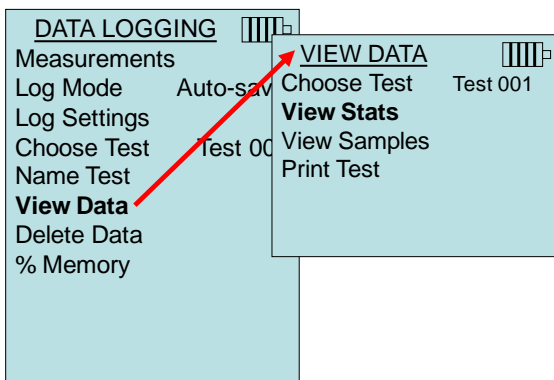 DATA LOGGING
Measurements
Log Mode Auto-sav
Log Settings
Choose Test Test 00
Name Test
View Data
Delete Data
% Memory
VIEW DATA
Choose Test Test 001
View Stats
View Samples
Print Test